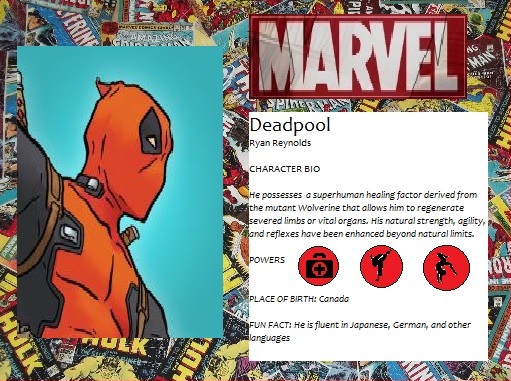 MARVEL
Deadpool
Ryan Reynolds
CHARACTER BIO
He possesses a superhuman healing factor derived from
the mutant Wolverine that allows him to regenerate
severed limbs or vital organs. His natural strength, agility,
and reflexes have been enhanced beyond natural limits.
POWERS
PLACE OF BIRTH: Canada
FUN FACT: He is fluent in Japanese, German, and other
languages
HULK
HULK